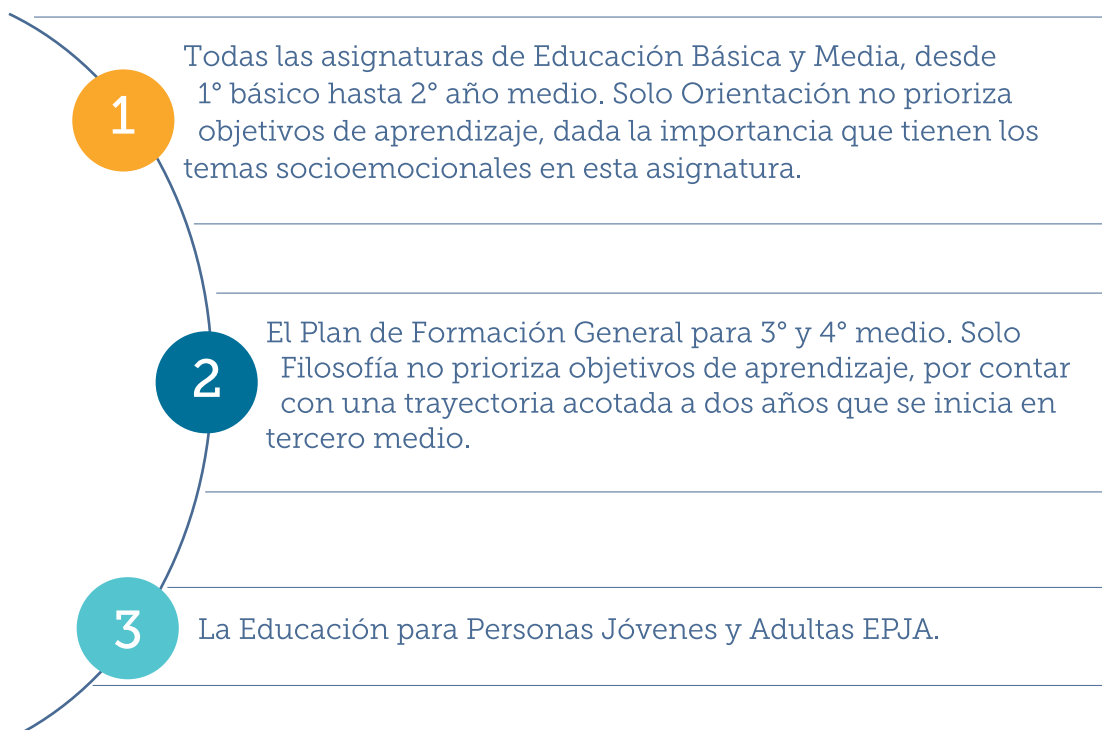 1
Todas las asignaturas de Educación Básica y Media, desde
1° básico hasta 2° año medio. Solo Orientación no prioriza
objetivos de aprendizaje, dada la importancia que tienen los
temas socioemocionales en esta asignatura.
2
El Plan de Formación General para 3° y 4° medio. Solo
Filosofía no prioriza objetivos de aprendizaje, por contar
con una trayectoria acotada a dos años que se inicia en
tercero medio.
3
La Educación para Personas Jóvenes y Adultas EPJA.